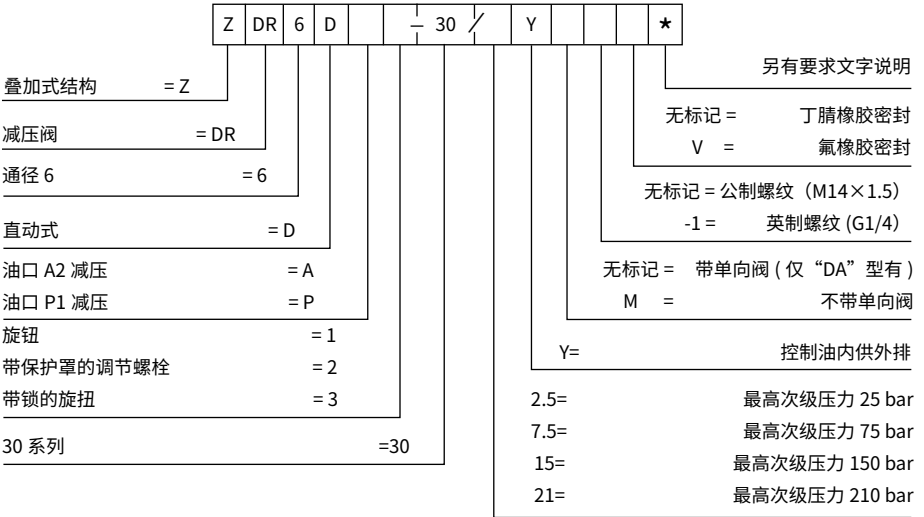 Z DR 6 D – 30 / Y *
叠加式结构 = Z
减压阀 = DR
通径 6 = 6
直动式 = D
油口 A2 减压 = A
油口 P1 减压 = P
旋钮 = 1
带保护罩的调节螺栓 = 2
带锁的旋扭 = 3
30 系列 =30
另有要求文字说明
无标记 = 丁腈橡胶密封
V = 氟橡胶密封
无标记 = 公制螺纹（M14×1.5）
-1 = 英制螺纹 (G1/4）
无标记 = 带单向阀 ( 仅“DA”型有 )
M = 不带单向阀
Y= 控制油内供外排
2.5= 最高次级压力 25 bar
7.5= 最高次级压力 75 bar
15= 最高次级压力 150 bar
21= 最高次级压力 210 bar